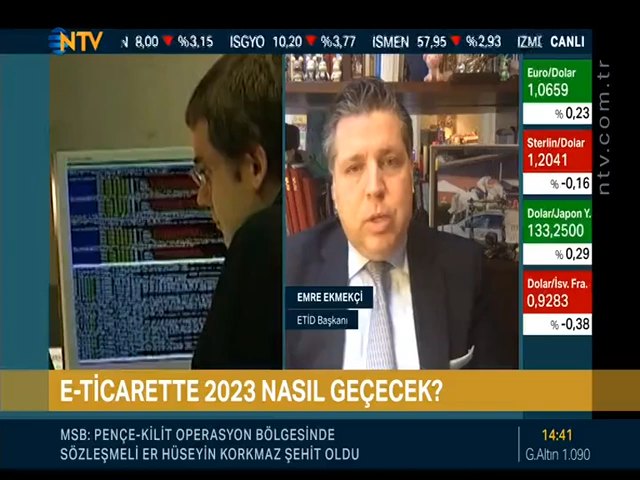 NTV
N 8,00 %3,15 ISGYO 10,20 %3,77 ISMEN 57,95 %2,93 IZMİ CANLI
Euro/Dolar
1,0659
% 0,23
Sterlin/Dolar
1,2041
% -0,16
Dolar/Japon Y.
133,2500
% 0,29
Dolar/İsv. Fra.
0,9283
% -0,38
ntv.com.tr
EMRE EKMEKÇİ
ETİD Başkanı
E-TİCARETTE 2023 NASIL GEÇECEK?
MSB: PENÇE-KİLİT OPERASYON BÖLGESİNDE
SÖZLEŞMELİ ER HÜSEYİN KORKMAZ ŞEHİT OLDU
14:41
G.Altın 1.090